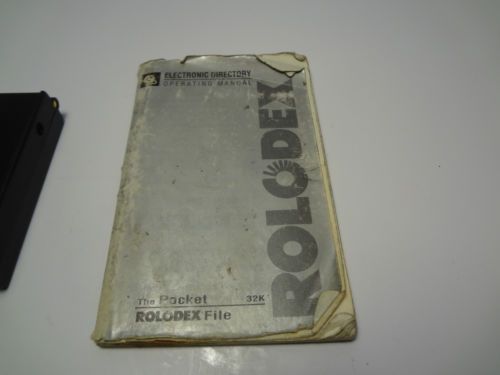 ELECTRONIC DIRECTORY
OPERATING MANUAL
ROLODEX
The Pocket 32K
ROLODEX File